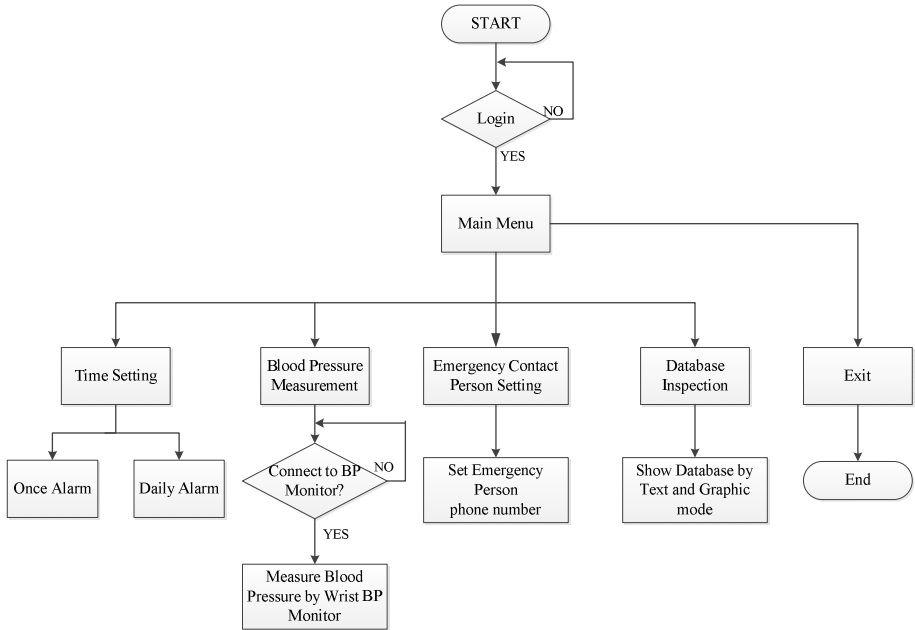 START
NO
Login
YES
Main Menu
Time Setting
Blood Pressure
Measurement
Emergency Contact
Person Setting
Database
Inspection
Exit
Once Alarm
Daily Alarm
Connect to BP
Monitor?
NO
YES
Measure Blood
Pressure by Wrist BP
Monitor
Set Emergency
Person
phone number
Show Database by
Text and Graphic
mode
End